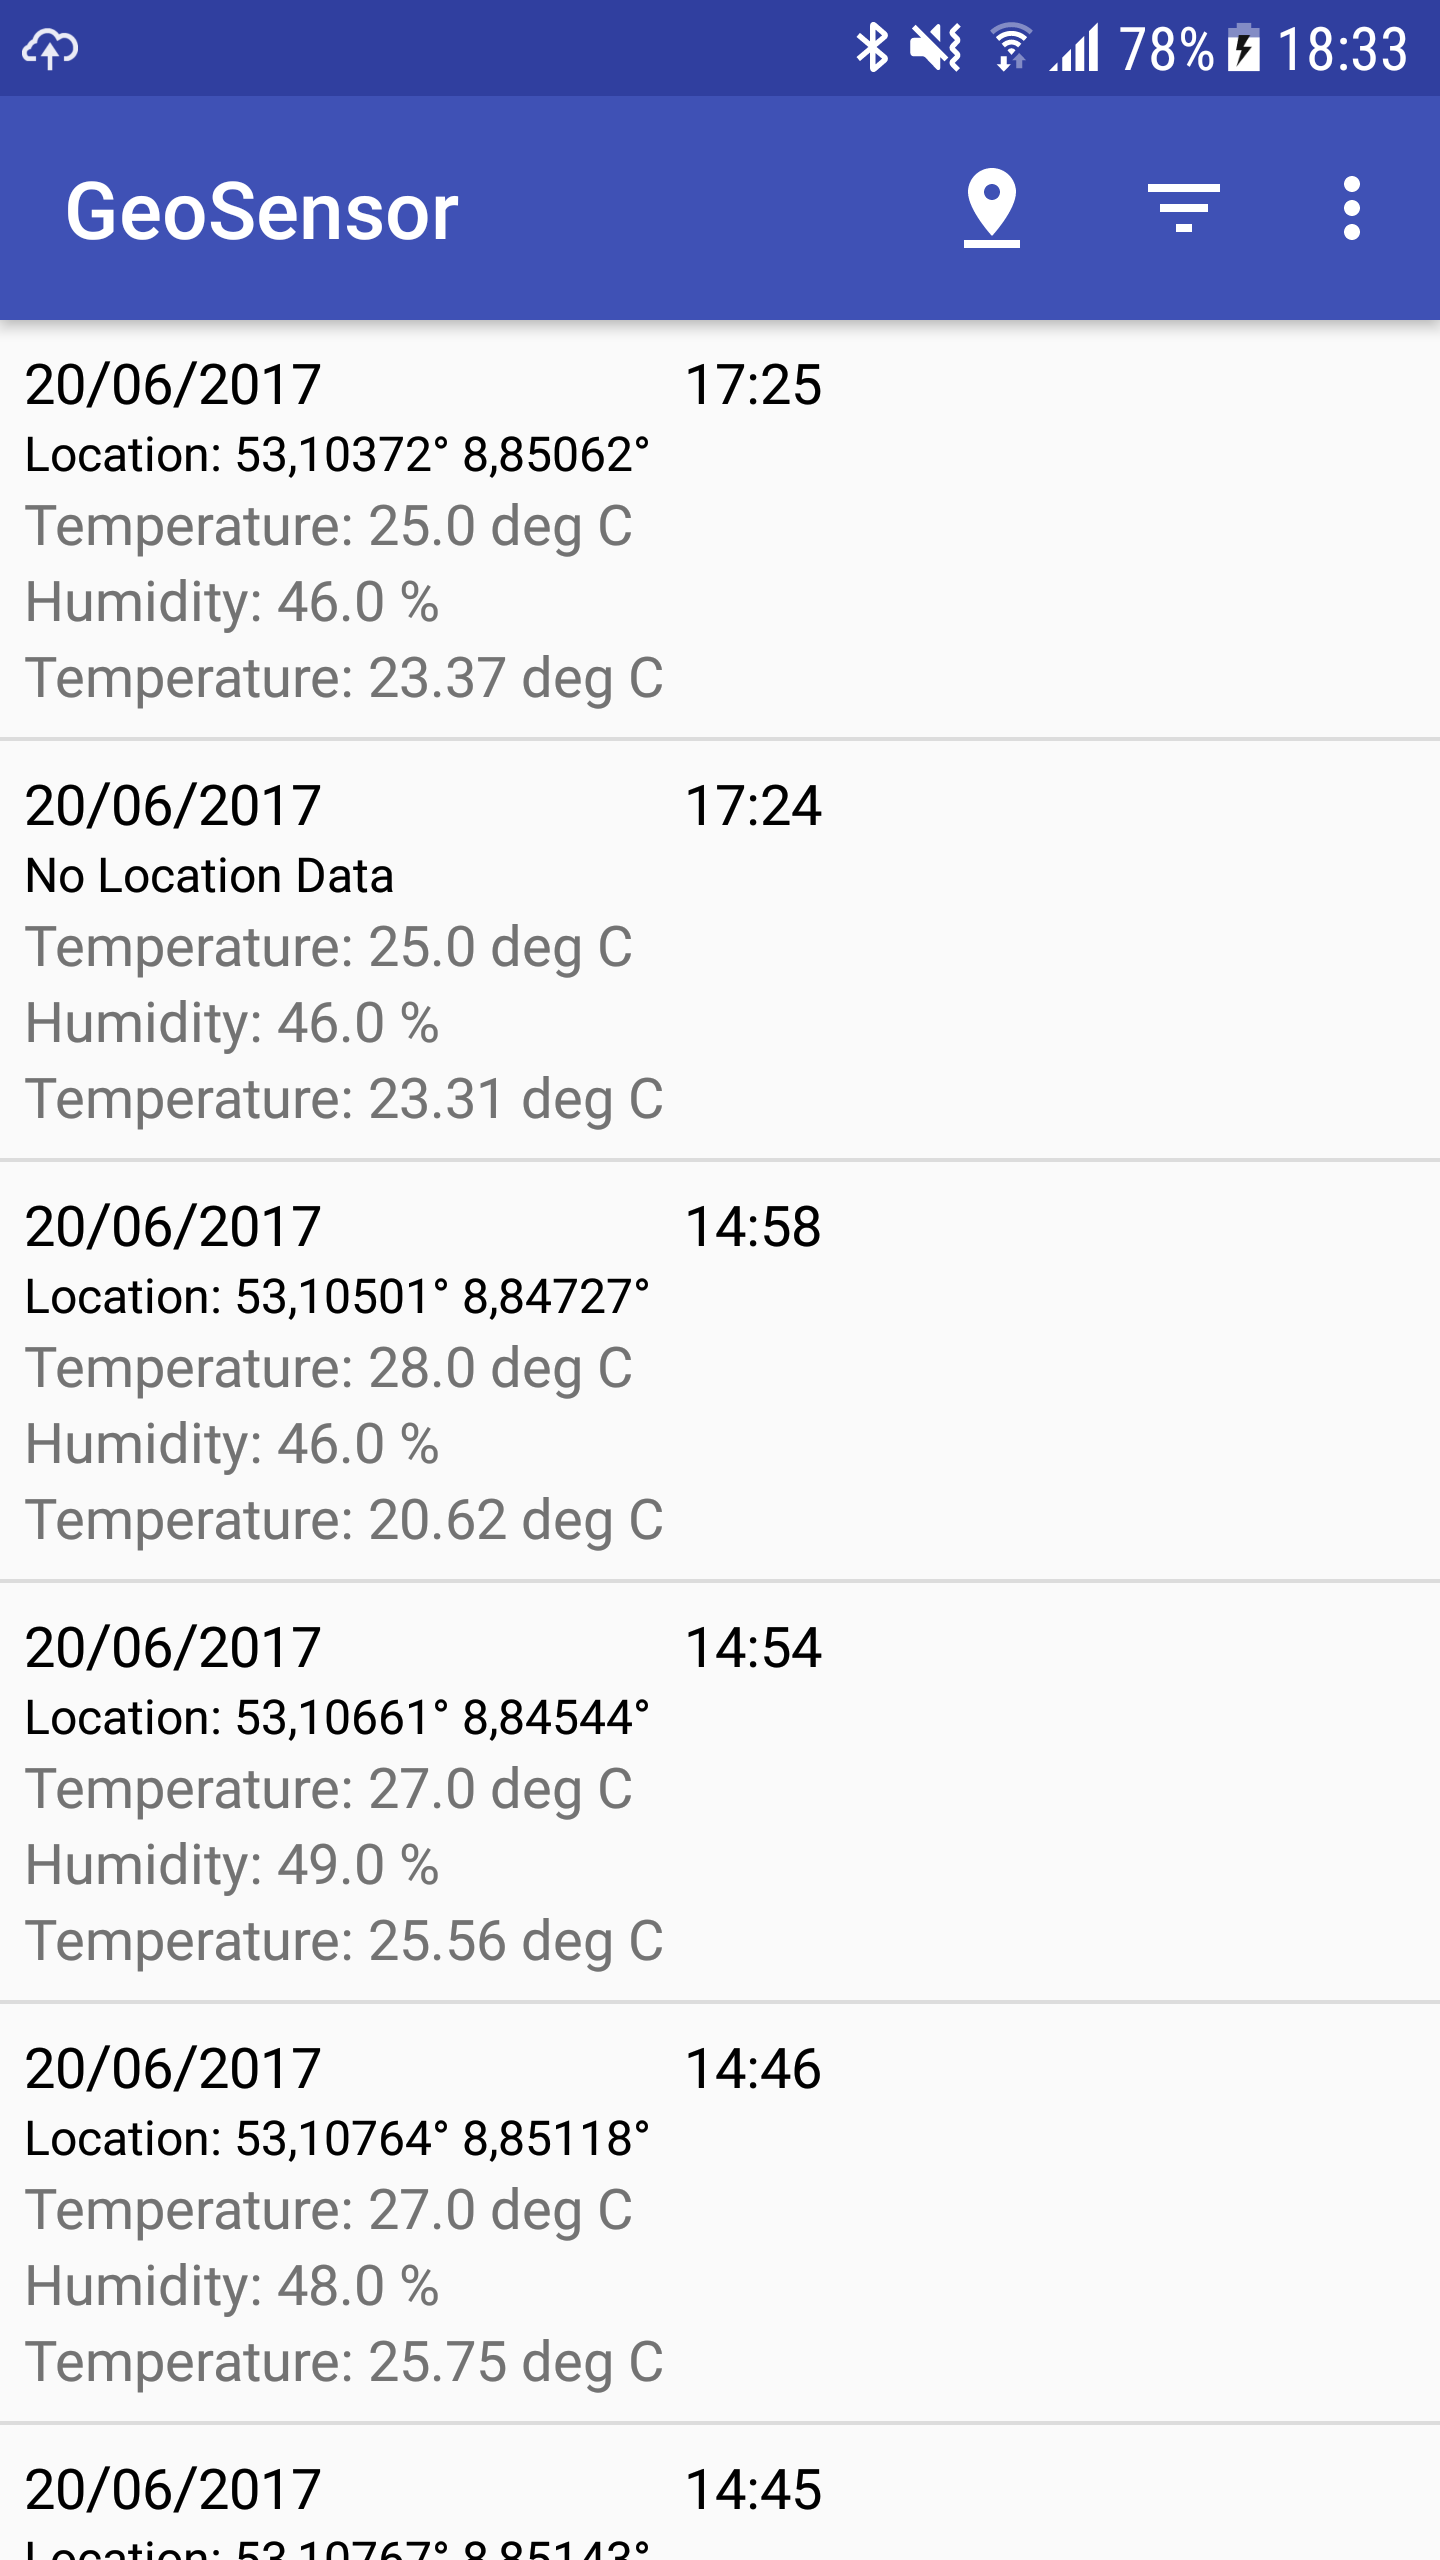 78% 18:33
GeoSensor
20/06/2017 17:25
Location: 53,10372° 8,85062°
Temperature: 25.0 deg C
Humidity: 46.0 %
Temperature: 23.37 deg C
20/06/2017 17:24
No Location Data
Temperature: 25.0 deg C
Humidity: 46.0 %
Temperature: 23.31 deg C
20/06/2017 14:58
Location: 53,10501° 8,84727°
Temperature: 28.0 deg C
Humidity: 46.0 %
Temperature: 20.62 deg C
20/06/2017 14:54
Location: 53,10661° 8,84544°
Temperature: 27.0 deg C
Humidity: 49.0 %
Temperature: 25.56 deg C
20/06/2017 14:46
Location: 53,10764° 8,85118°
Temperature: 27.0 deg C
Humidity: 48.0 %
Temperature: 25.75 deg C
20/06/2017 14:45
Location: 53,10767° 8,85143°